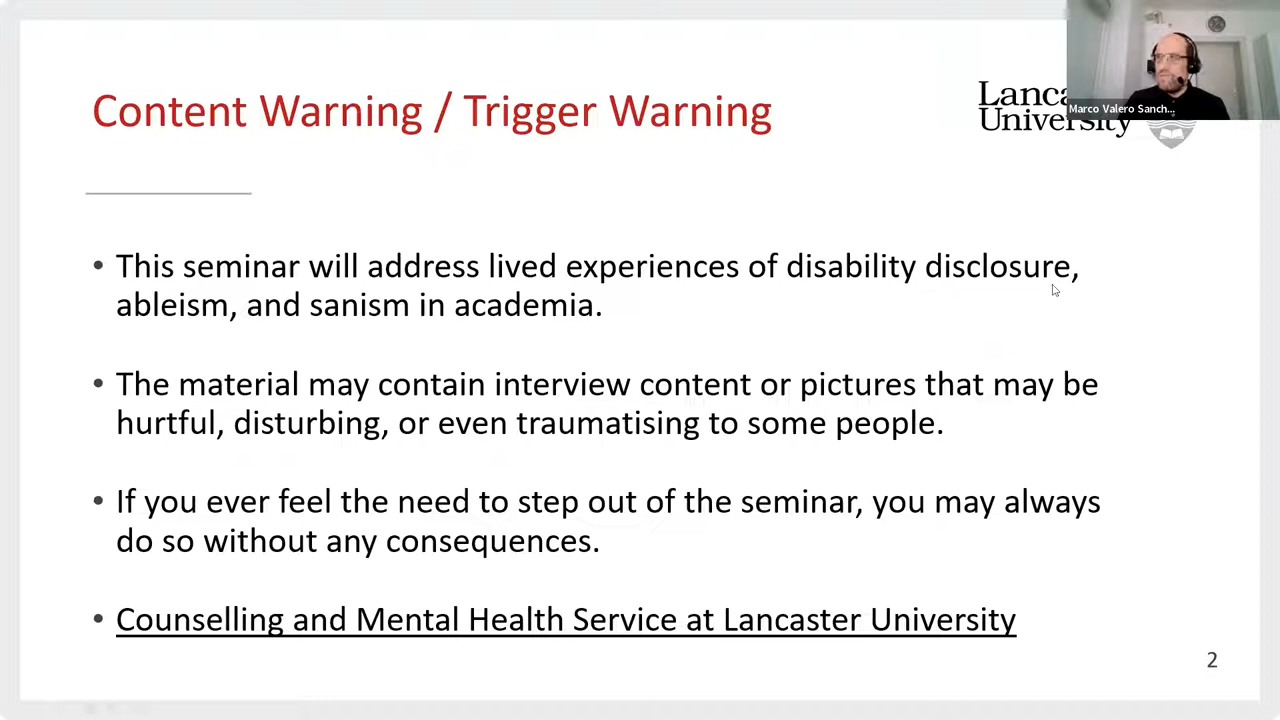 Content Warning / Trigger Warning
Lanca
University
Marco Valero Sanch...
• This seminar will address lived experiences of disability disclosure,
ableism, and sanism in academia.
• The material may contain interview content or pictures that may be
hurtful, disturbing, or even traumatising to some people.
• If you ever feel the need to step out of the seminar, you may always
do so without any consequences.
• Counselling and Mental Health Service at Lancaster University
2